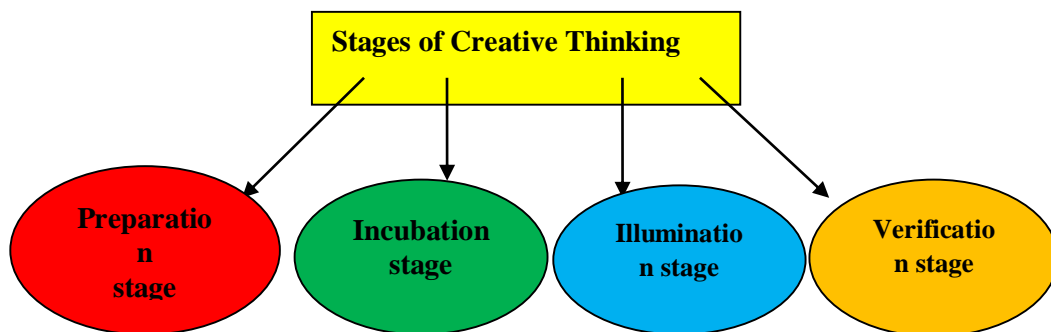 Stages of Creative Thinking
Preparatio
n
stage
Incubation
stage
Illuminatio
n stage
Verificatio
n stage